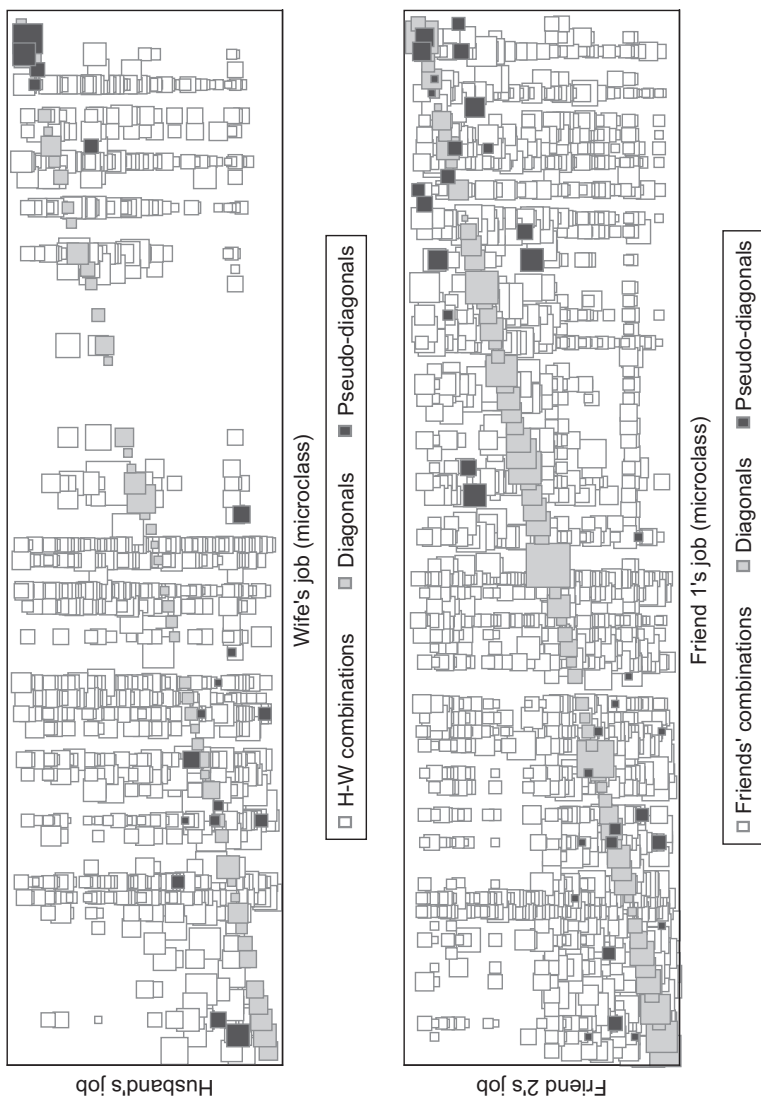 Husband's job
Wife's job (microclass)
H-W combinations
Diagonals
Pseudo-diagonals
Friend 2's job
Friend 1's job (microclass)
Friends' combinations
Diagonals
Pseudo-diagonals